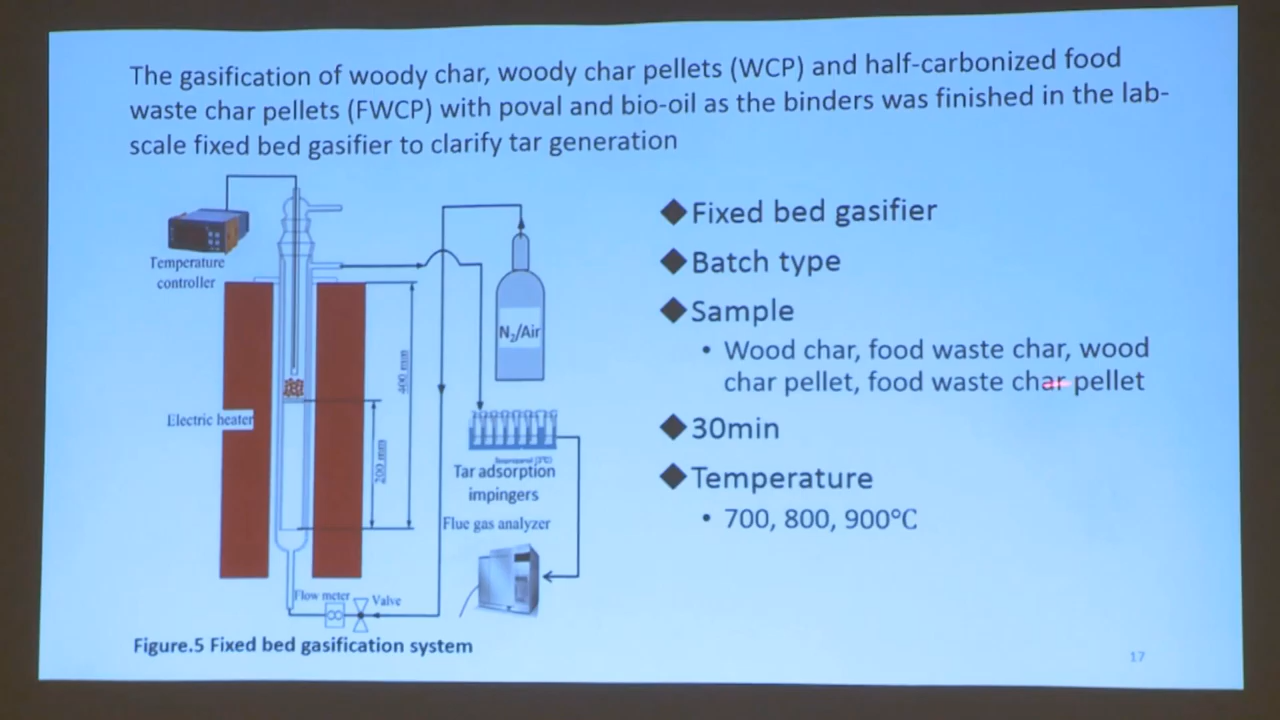 The gasification of woody char, woody char pellets (WCP) and half-carbonized food
waste char pellets (FWCP) with poval and bio-oil as the binders was finished in the lab-
scale fixed bed gasifier to clarify tar generation
Temperature
controller
Electric heater
400 mm
200 mm
N₂/Air
Tar adsorption
impingers
Flue gas analyzer
Flow meter
Valve
Figure.5 Fixed bed gasification system
◆Fixed bed gasifier
◆Batch type
◆Sample
• Wood char, food waste char, wood
char pellet, food waste char pellet
◆30min
◆Temperature
• 700, 800, 900℃
17